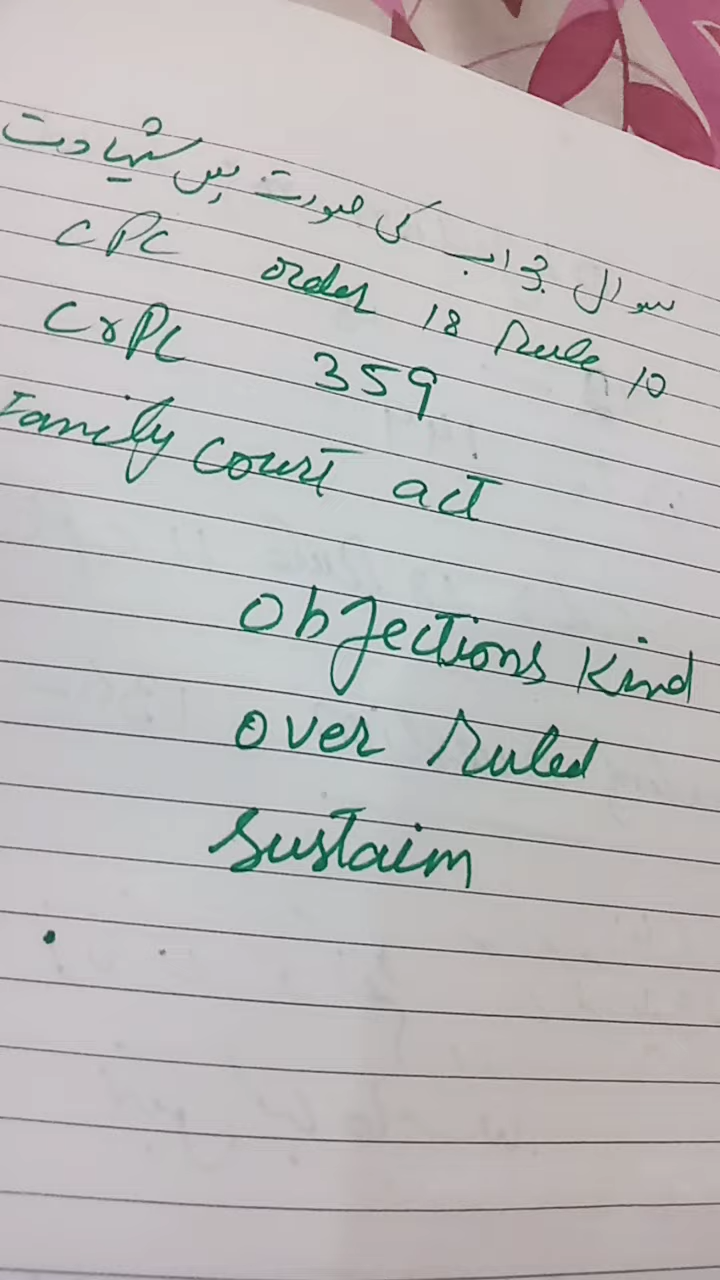 سوال جواب کی صورت میں شہادت
CPC order 18 Rule 10
CrPC 359
Family Court act
Objections Kind
over Ruled
Sustaim